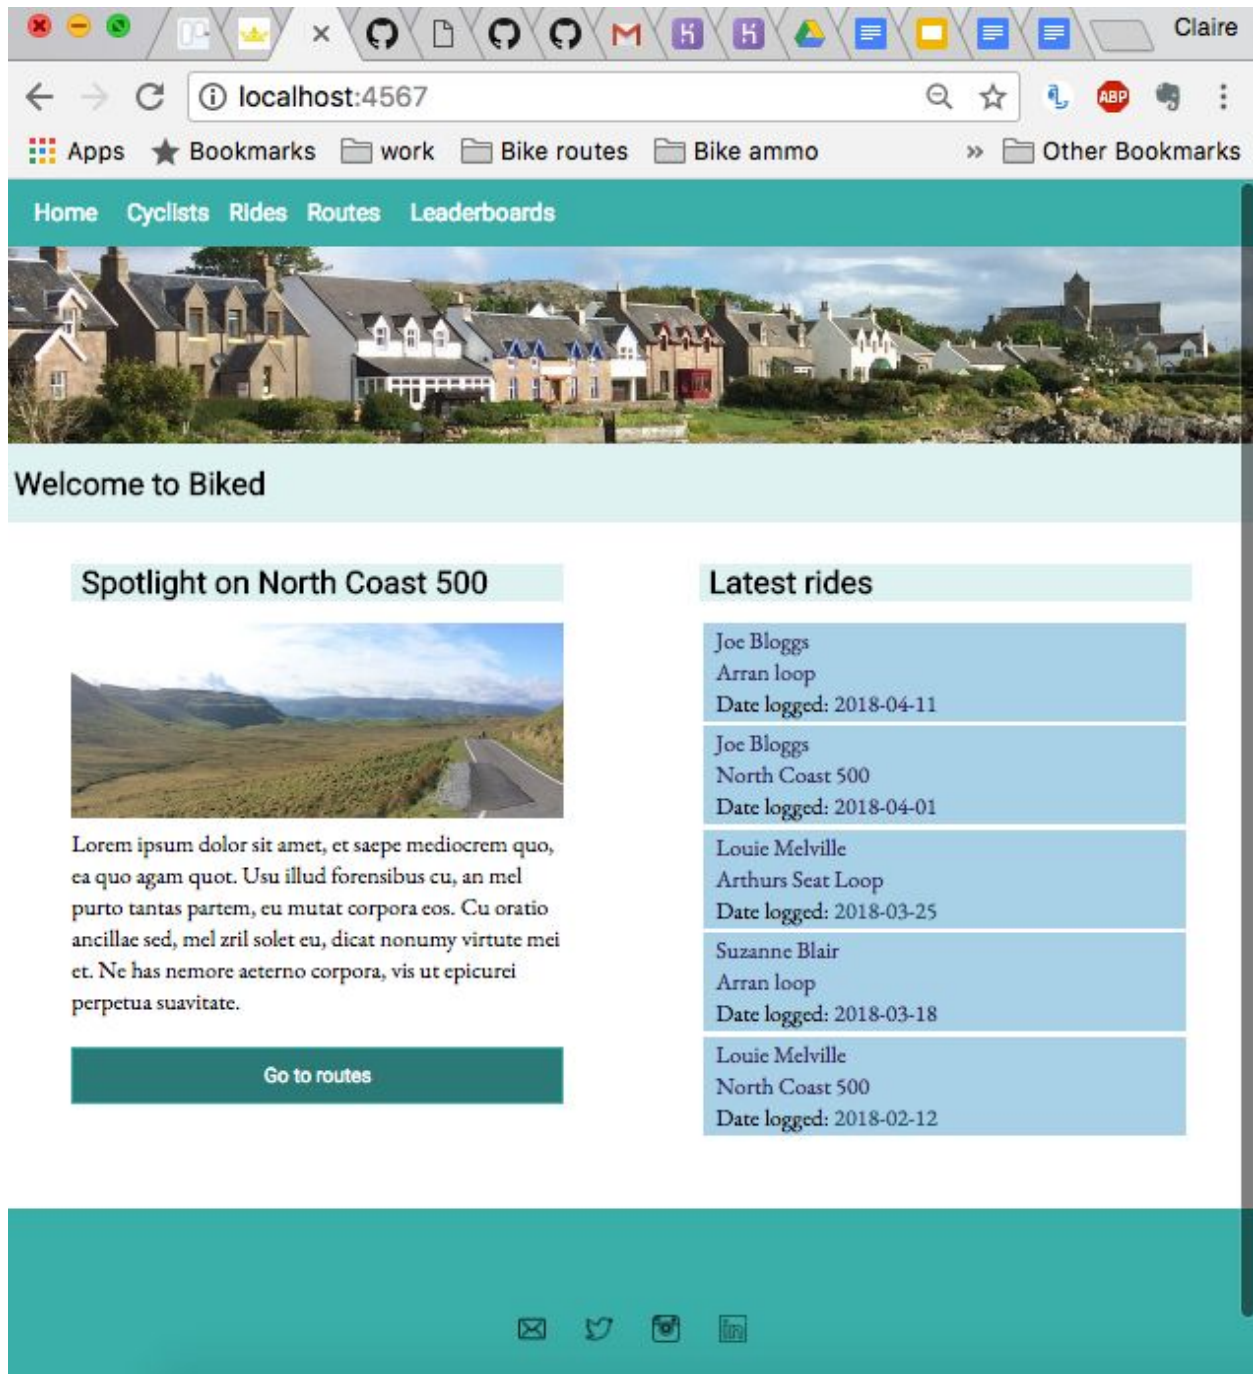 Claire
localhost:4567
ABP
Apps Bookmarks work Bike routes Bike ammo » Other Bookmarks
Home Cyclists Rides Routes Leaderboards
Welcome to Biked
Spotlight on North Coast 500
Lorem ipsum dolor sit amet, et saepe mediocrem quo,
ea quo agam quot. Usu illud forensibus cu, an mel
purto tantas partem, eu mutat corpora eos. Cu oratio
ancillae sed, mel zril solet eu, dicat nonumy virtute mei
et. Ne has nemore aeterno corpora, vis ut epicurei
perpetua suavitate.
Go to routes
Latest rides
Joe Bloggs
Arran loop
Date logged: 2018-04-11
Joe Bloggs
North Coast 500
Date logged: 2018-04-01
Louie Melville
Arthurs Seat Loop
Date logged: 2018-03-25
Suzanne Blair
Arran loop
Date logged: 2018-03-18
Louie Melville
North Coast 500
Date logged: 2018-02-12
in